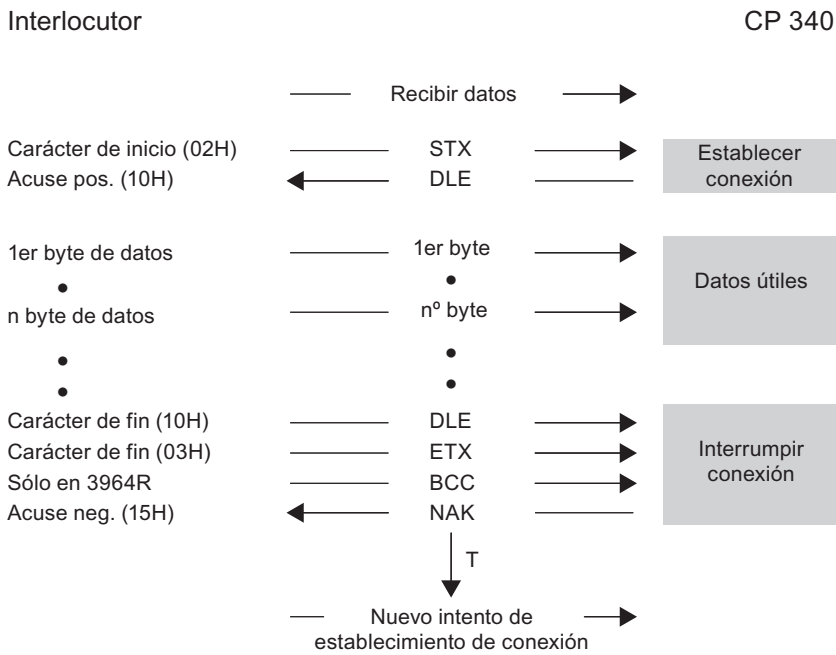 Interlocutor CP 340
Recibir datos
Carácter de inicio (02H) STX Establecer
Acuse pos. (10H) DLE conexión
1er byte de datos 1er byte
Datos útiles
n byte de datos nº byte
Carácter de fin (10H) DLE
Carácter de fin (03H) ETX Interrumpir
Sólo en 3964R BCC conexión
Acuse neg. (15H) NAK
T
Nuevo intento de
establecimiento de conexión